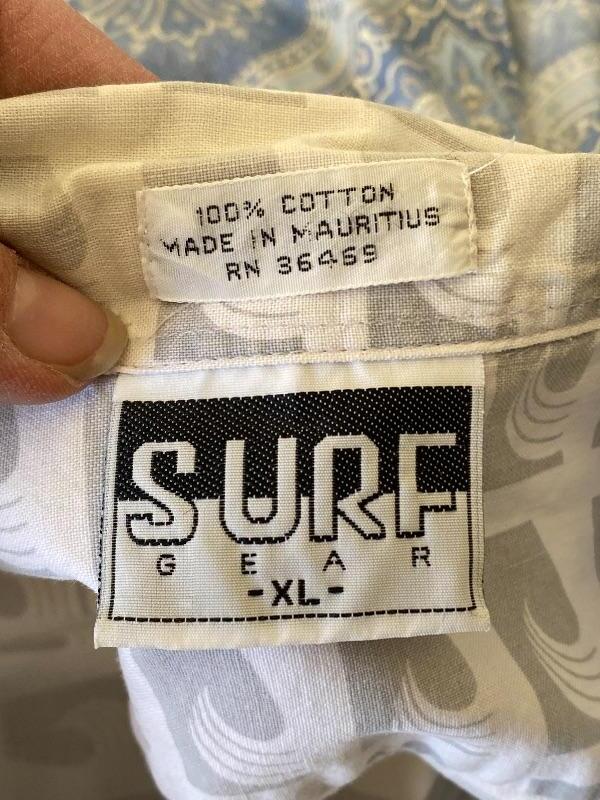 100% COTTON
MADE IN MAURITIUS
RN 36469
SURF
GEAR
-XL-